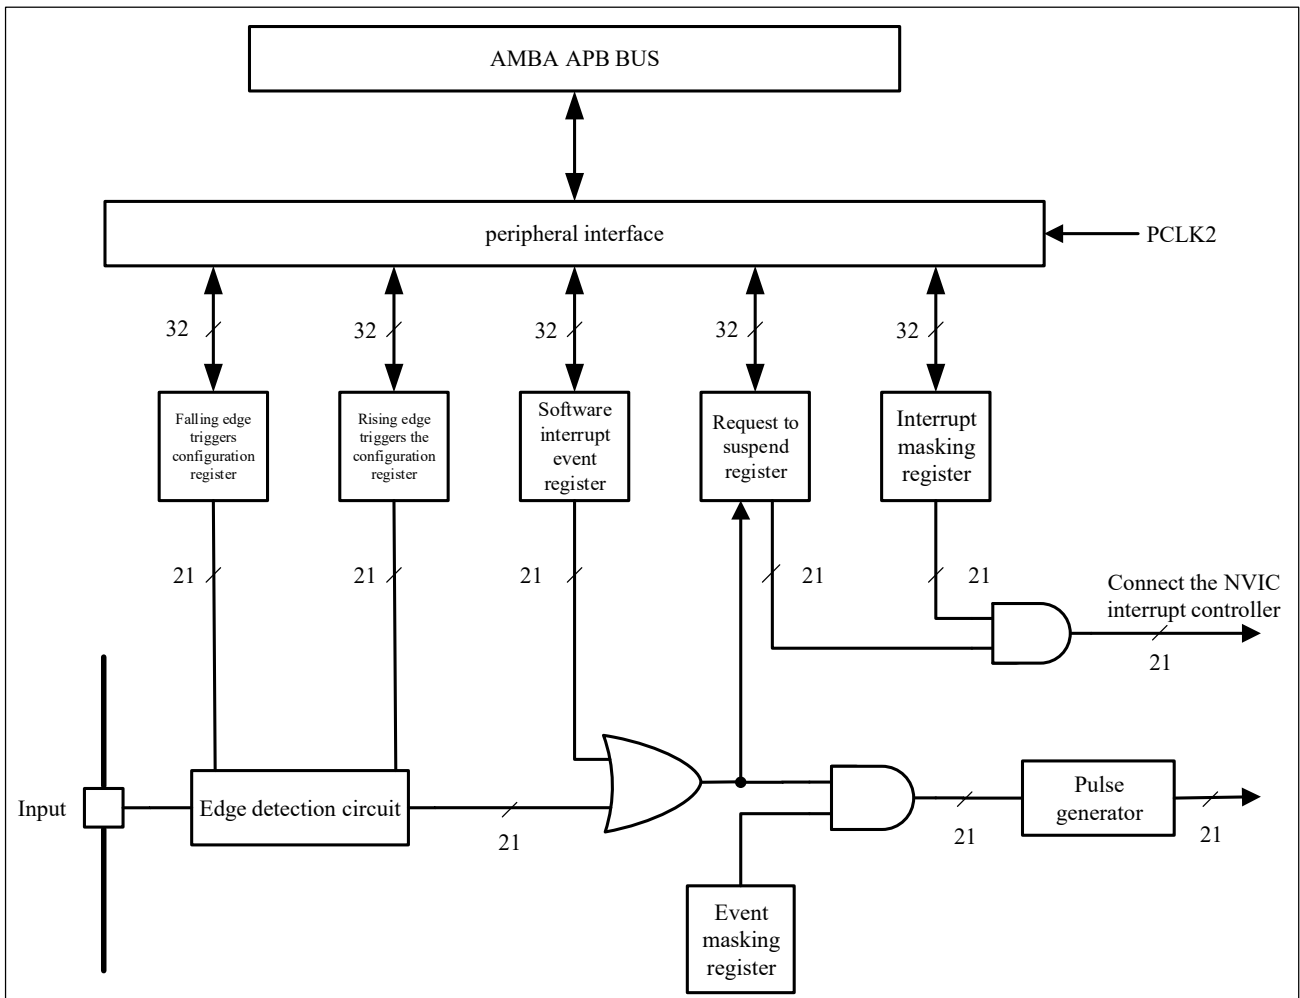 AMBA APB BUS
peripheral interface
PCLK2
32
32
32
32
32
Falling edge
triggers
configuration
register
Rising edge
triggers the
configuration
register
Software
interrupt
event
register
Request to
suspend
register
Interrupt
masking
register
21
21
21
21
21
Connect the NVIC
interrupt controller
21
Input
Edge detection circuit
21
21
Pulse
generator
21
Event
masking
register